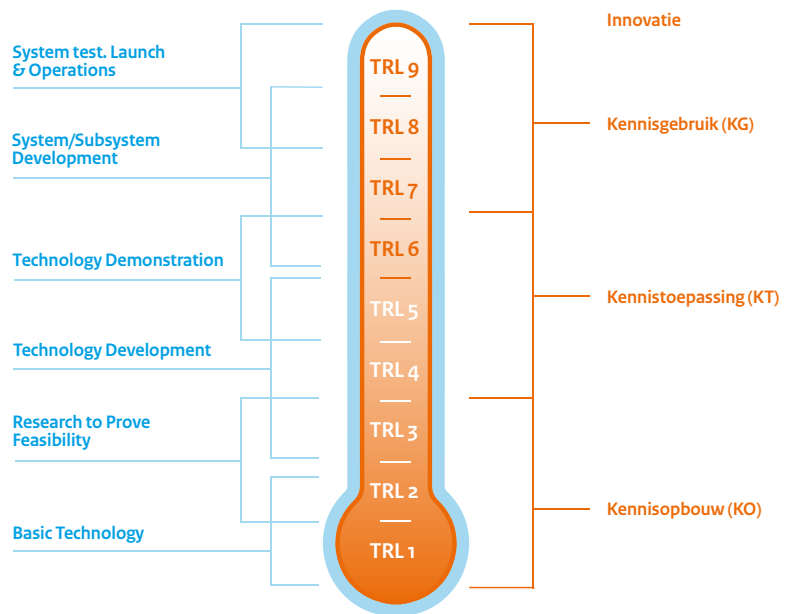 System test. Launch
& Operations
System/Subsystem
Development
Technology Demonstration
Technology Development
Research to Prove
Feasibility
Basic Technology
TRL 9
TRL 8
TRL 7
TRL 6
TRL 5
TRL 4
TRL 3
TRL 2
TRL 1
Innovatie
Kennisgebruik (KG)
Kennistoepassing (KT)
Kennisopbouw (KO)